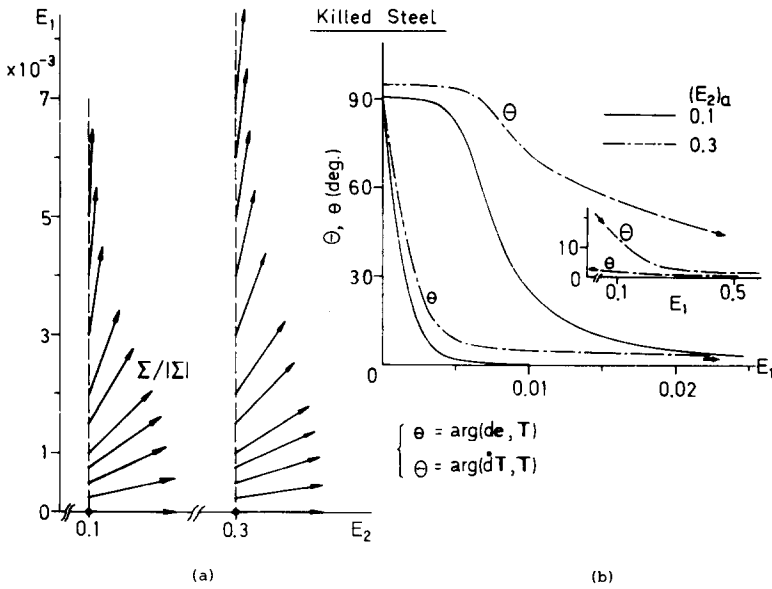 Killed Steel
E₁
×10⁻³
7
5
3
2
1
0
0.1
0.3
E₂
Σ/|Σ|
(a)
Θ, θ (deg.)
90
60
30
0
0.01
0.02
E₁
Θ
θ
(E₂)a
0.1
0.3
Θ
θ
10
0
0.1
0.5
E₁
θ = arg(de, T)
Θ = arg(d̊T, T)
(b)